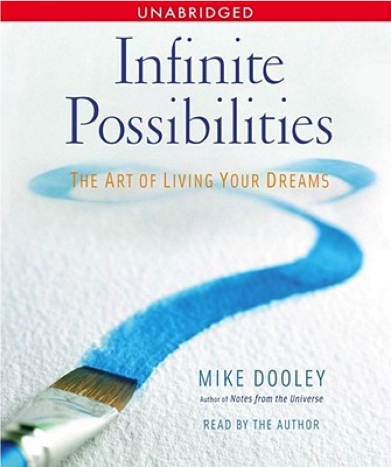 UNABRIDGED
Infinite
Possibilities
THE ART OF LIVING YOUR DREAMS
MIKE DOOLEY
Author of Notes from the Universe
READ BY THE AUTHOR